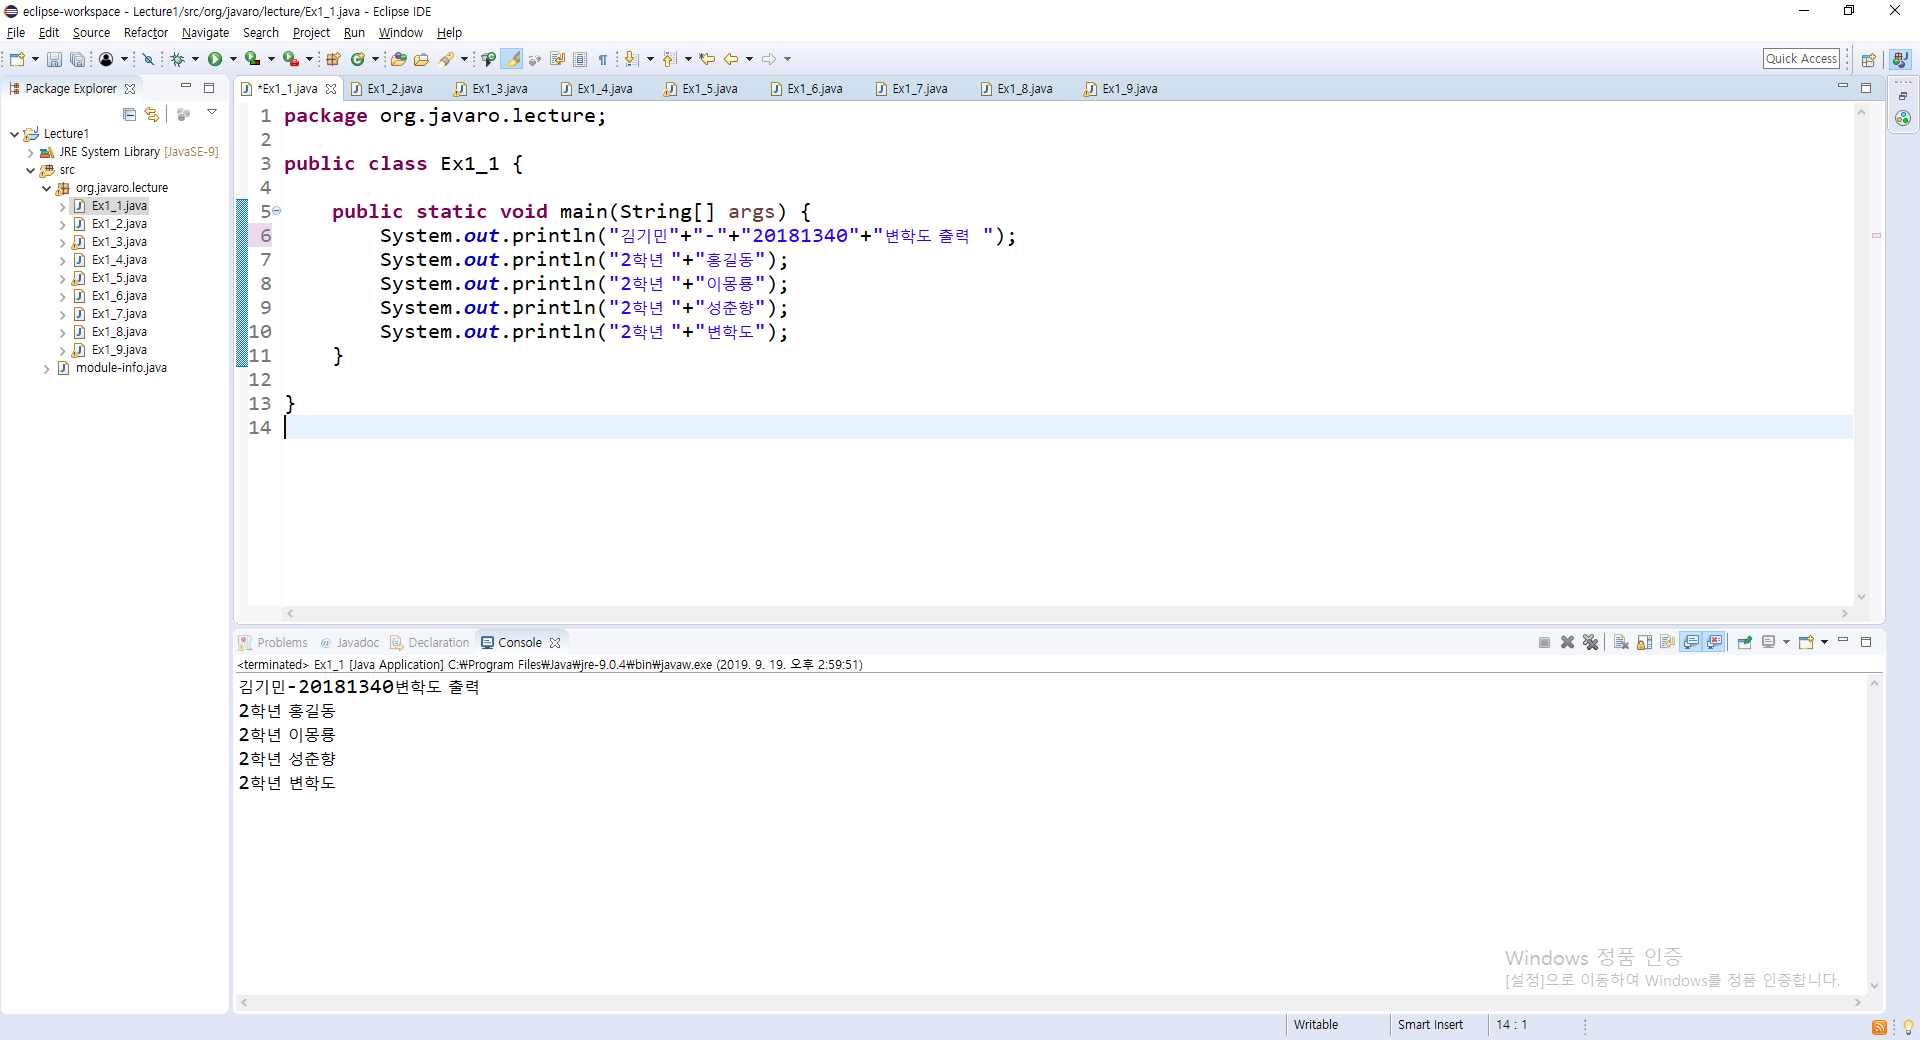 eclipse-workspace - Lecture1/src/org/javaro/lecture/Ex1_1.java - Eclipse IDE
File Edit Source Refactor Navigate Search Project Run Window Help
Quick Access
Package Explorer
*Ex1_1.java Ex1_2.java Ex1_3.java Ex1_4.java Ex1_5.java Ex1_6.java Ex1_7.java Ex1_8.java Ex1_9.java
Lecture1
JRE System Library [JavaSE-9]
src
org.javaro.lecture
Ex1_1.java
Ex1_2.java
Ex1_3.java
Ex1_4.java
Ex1_5.java
Ex1_6.java
Ex1_7.java
Ex1_8.java
Ex1_9.java
module-info.java
1 package org.javaro.lecture;
2
3 public class Ex1_1 {
4
5 public static void main(String[] args) {
6 System.out.println("김기민"+"-"+"20181340"+"변학도 출력 ");
7 System.out.println("2학년 "+"홍길동");
8 System.out.println("2학년 "+"이몽룡");
9 System.out.println("2학년 "+"성춘향");
10 System.out.println("2학년 "+"변학도");
11 }
12
13 }
14
Problems @ Javadoc Declaration Console
<terminated> Ex1_1 [Java Application] C:₩Program Files₩Java₩jre-9.0.4₩bin₩javaw.exe (2019. 9. 19. 오후 2:59:51)
김기민-20181340변학도 출력
2학년 홍길동
2학년 이몽룡
2학년 성춘향
2학년 변학도
Windows 정품 인증
[설정]으로 이동하여 Windows를 정품 인증합니다.
Writable Smart Insert 14 : 1